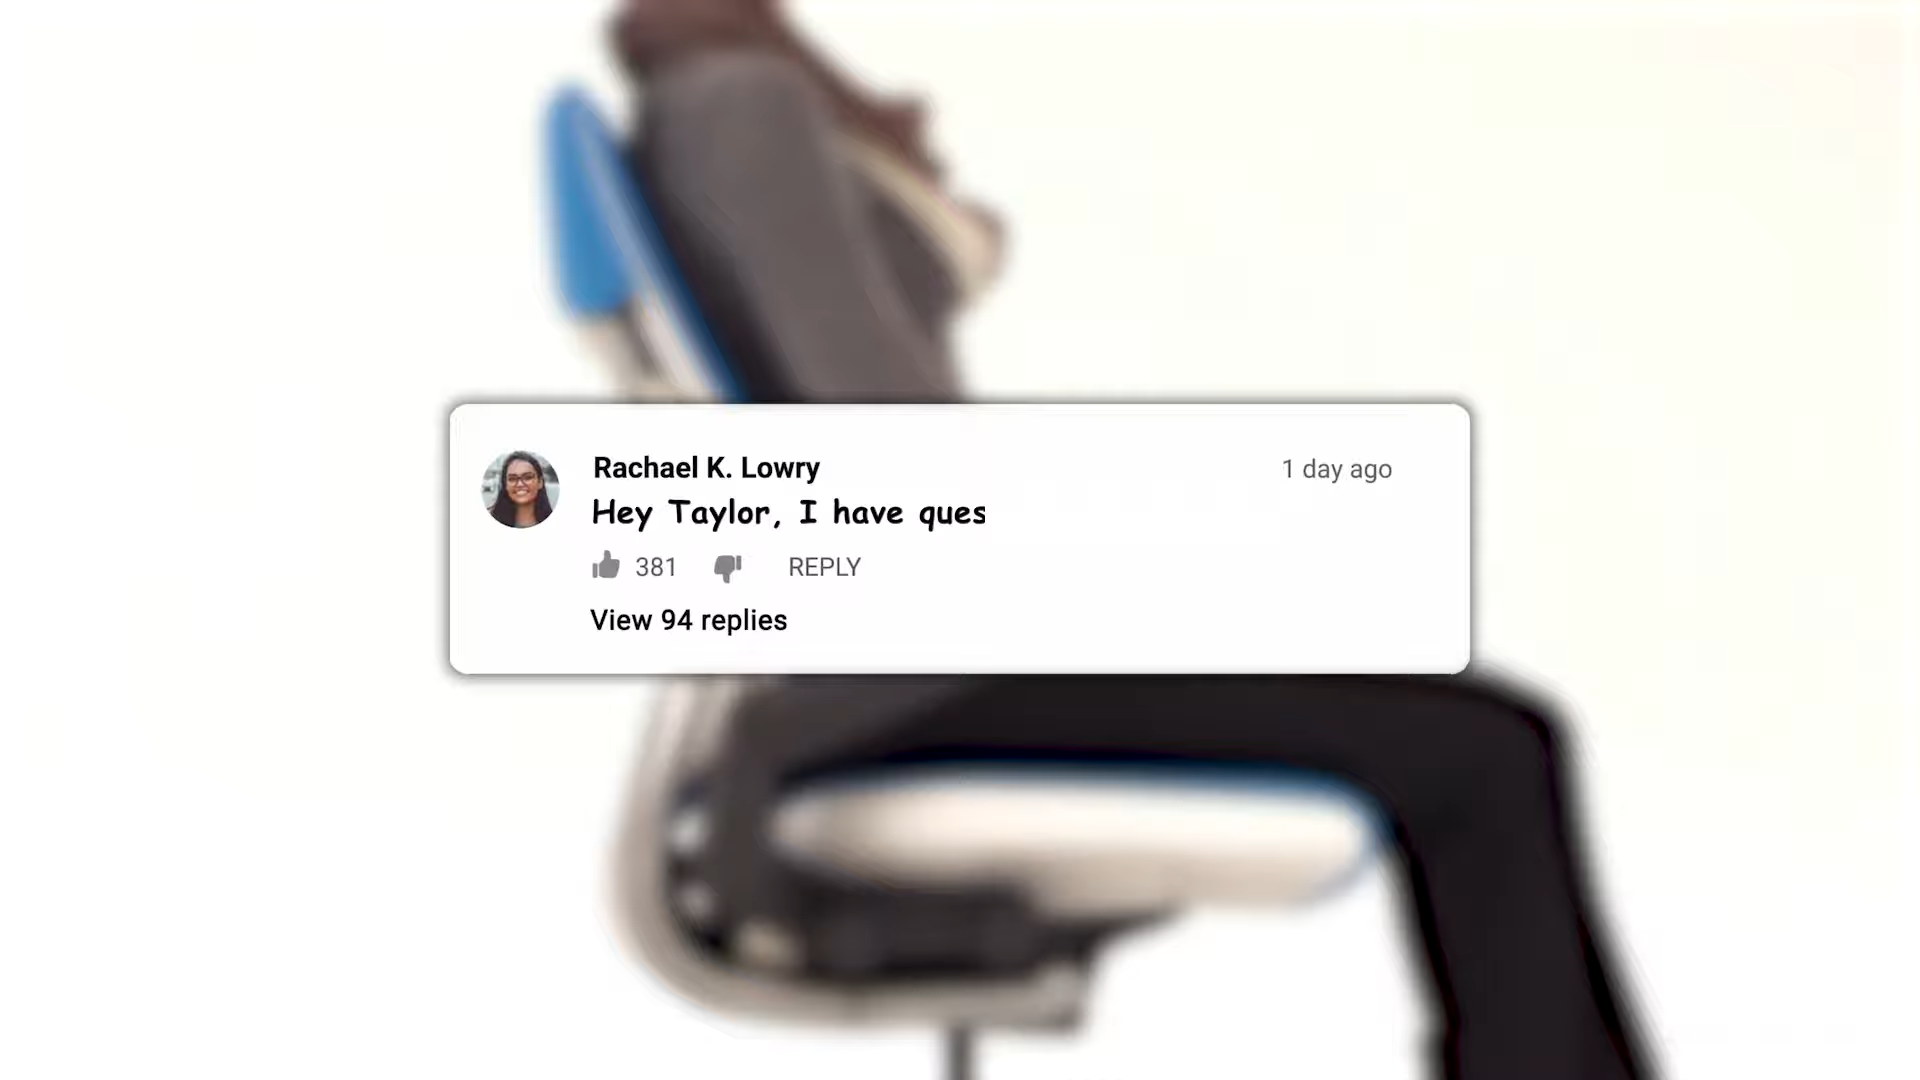 Rachael K. Lowry
1 day ago
Hey Taylor, I have ques
381
REPLY
View 94 replies